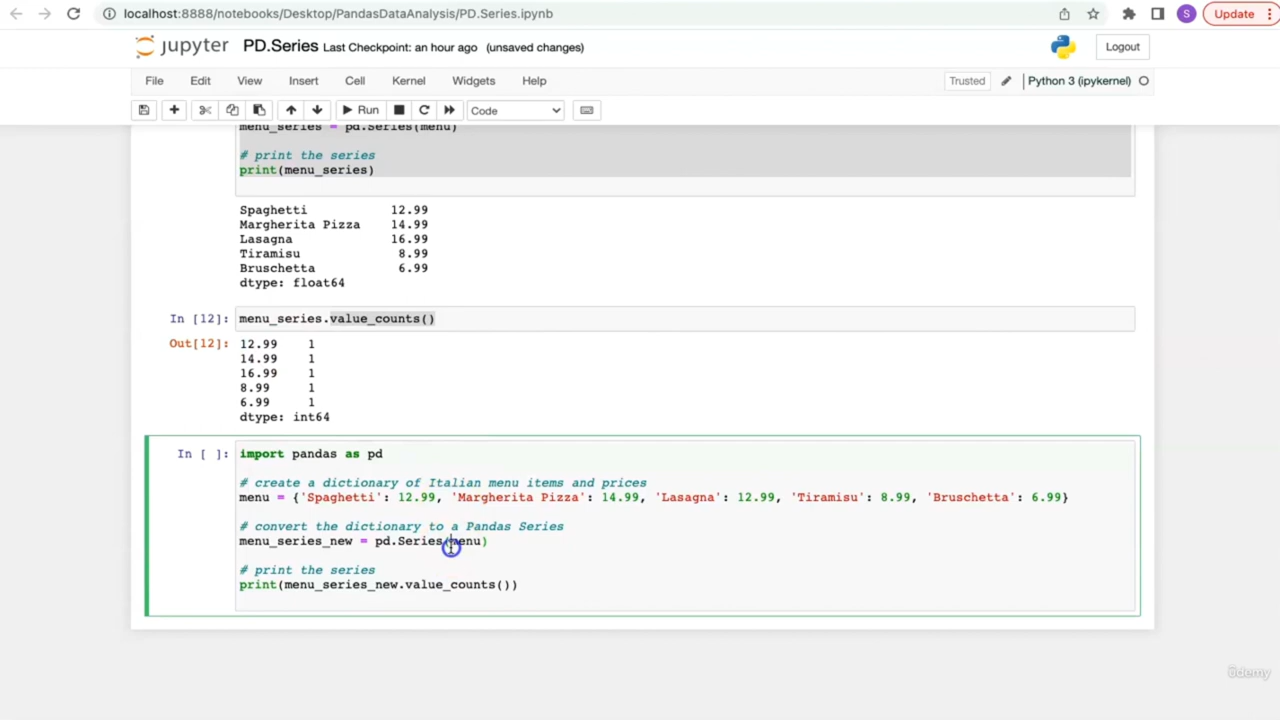 localhost:8888/notebooks/Desktop/PandasDataAnalysis/PD.Series.ipynb
S
Update
jupyter PD.Series Last Checkpoint: an hour ago (unsaved changes)
Logout
File Edit View Insert Cell Kernel Widgets Help
Trusted
Python 3 (ipykernel)
Run
Code
menu_series = pd.Series(menu)
# print the series
print(menu_series)
Spaghetti 12.99
Margherita Pizza 14.99
Lasagna 16.99
Tiramisu 8.99
Bruschetta 6.99
dtype: float64
In [12]: menu_series.value_counts()
Out[12]: 12.99 1
14.99 1
16.99 1
8.99 1
6.99 1
dtype: int64
In [ ]: import pandas as pd
# create a dictionary of Italian menu items and prices
menu = {'Spaghetti': 12.99, 'Margherita Pizza': 14.99, 'Lasagna': 12.99, 'Tiramisu': 8.99, 'Bruschetta': 6.99}
# convert the dictionary to a Pandas Series
menu_series_new = pd.Series(menu)
# print the series
print(menu_series_new.value_counts())
ûdemy